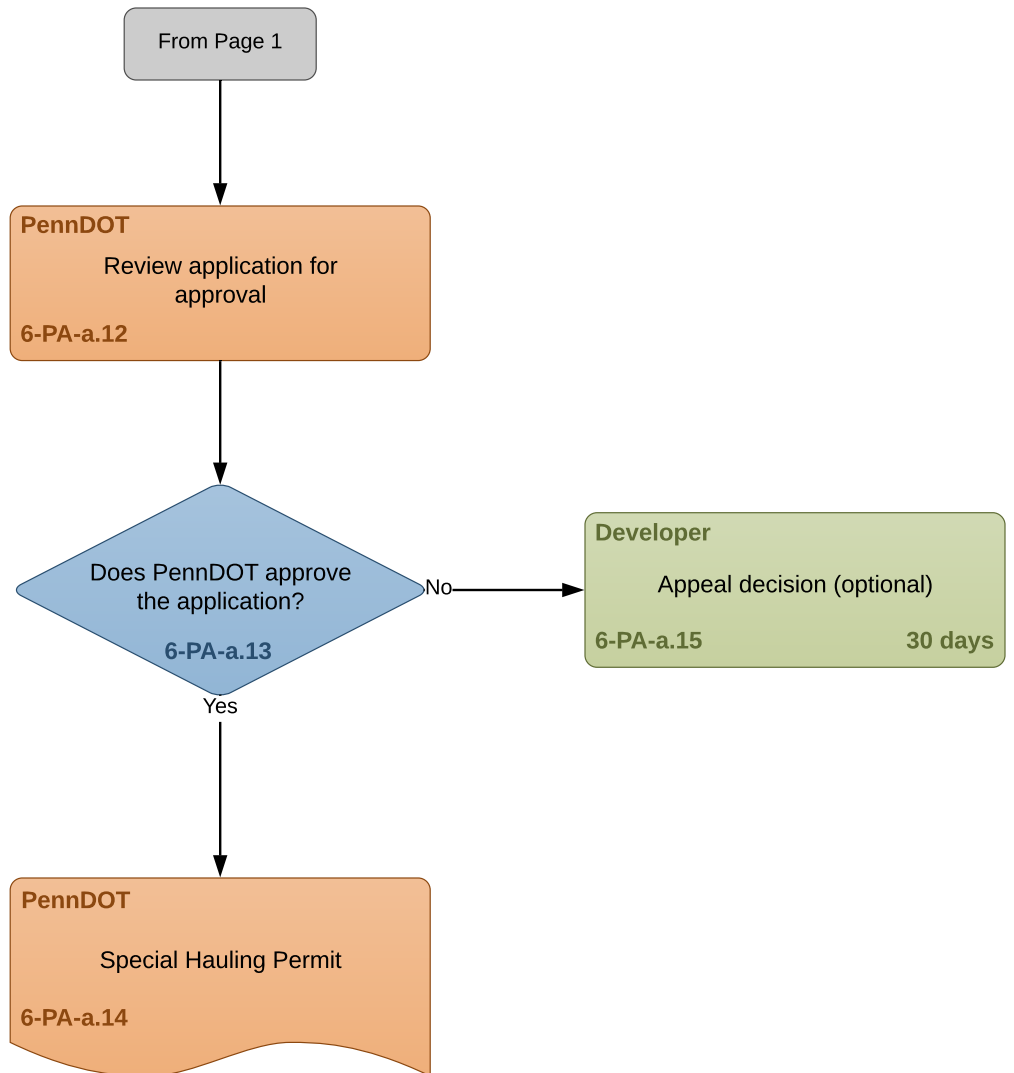 From Page 1
PennDOT
Review application for
approval
6-PA-a.12
Does PennDOT approve
the application?
6-PA-a.13
No
Developer
Appeal decision (optional)
6-PA-a.15
30 days
Yes
PennDOT
Special Hauling Permit
6-PA-a.14